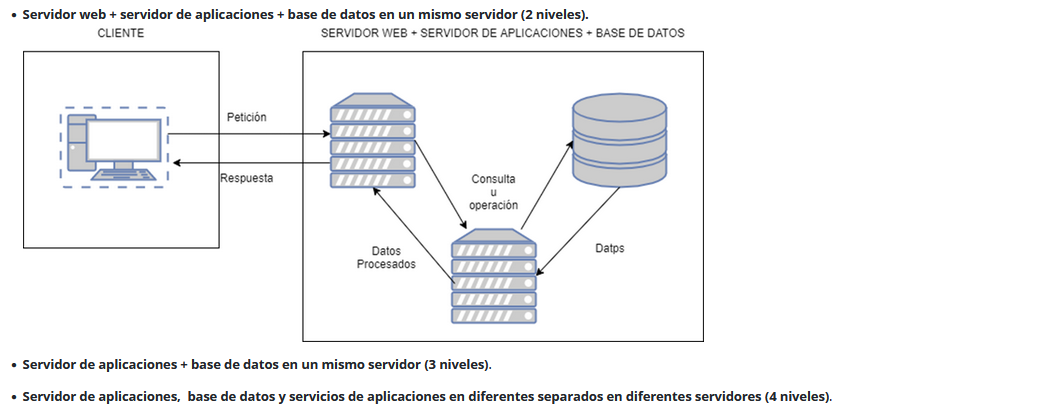 • Servidor web + servidor de aplicaciones + base de datos en un mismo servidor (2 niveles).
CLIENTE
SERVIDOR WEB + SERVIDOR DE APLICACIONES + BASE DE DATOS
Petición
Respuesta
Consulta
u
operación
Datos
Procesados
Datps
• Servidor de aplicaciones + base de datos en un mismo servidor (3 niveles).
• Servidor de aplicaciones, base de datos y servicios de aplicaciones en diferentes separados en diferentes servidores (4 niveles).